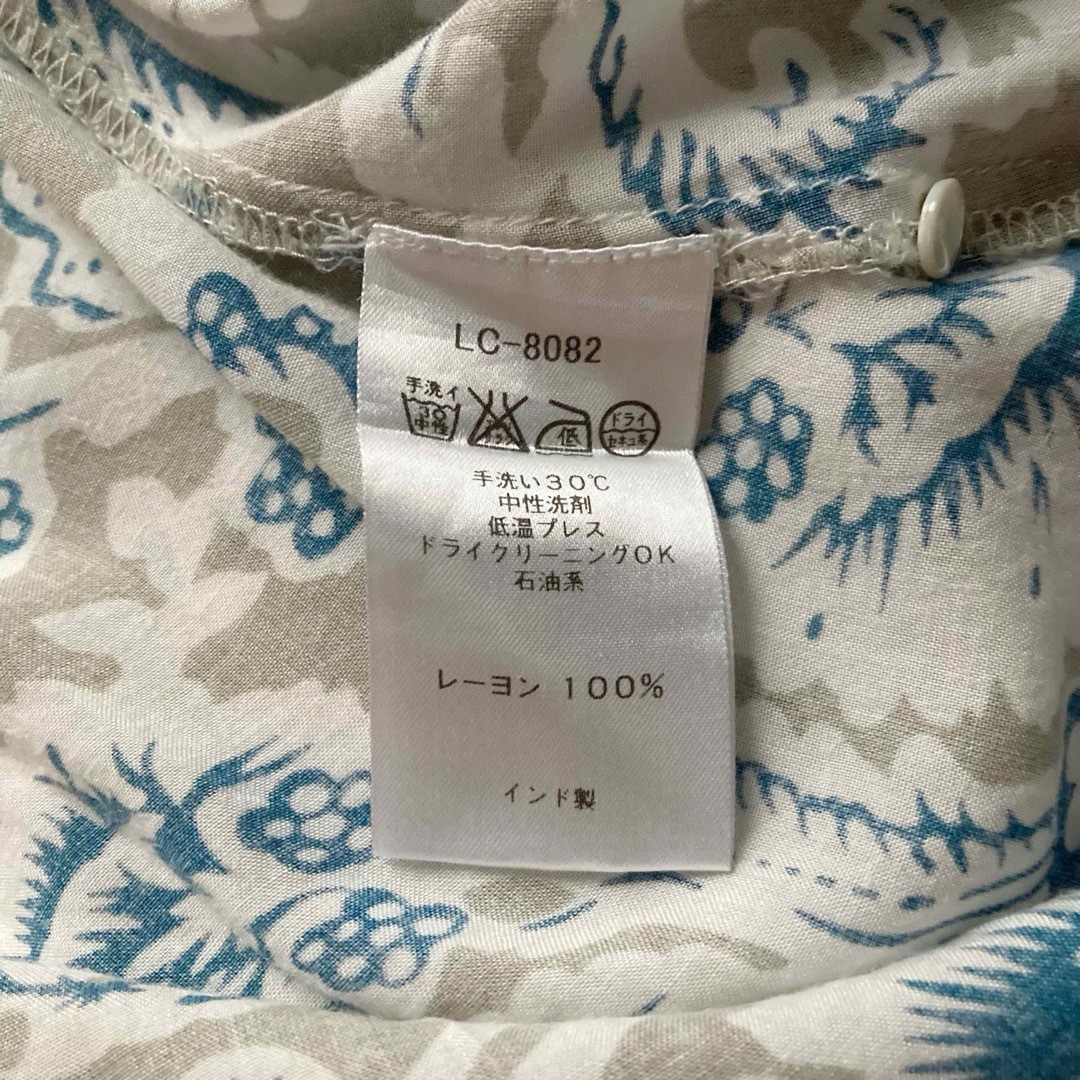 LC-8082
手洗イ
30
中性
低
ドライ
セキユ系
手洗い30℃
中性洗剤
低温プレス
ドライクリーニングOK
石油系
レーヨン 100%
インド製